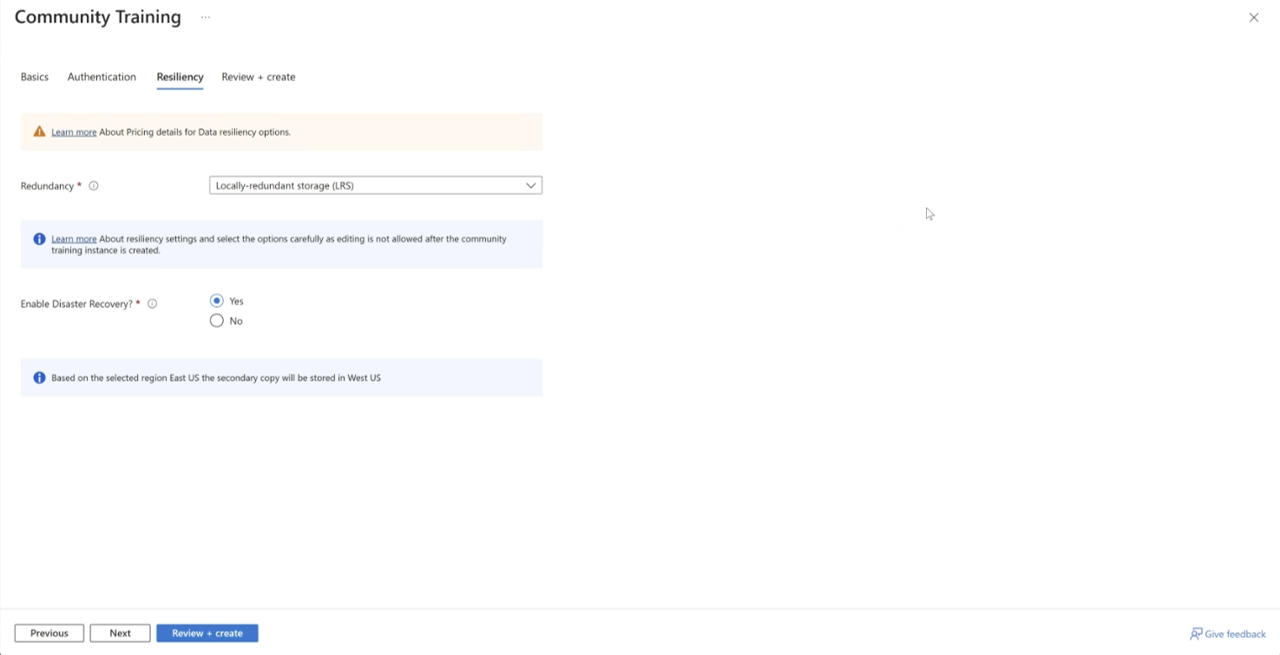 Community Training ...
Basics Authentication Resiliency Review + create
Learn more About Pricing details for Data resiliency options.
Redundancy * Locally-redundant storage (LRS)
Learn more About resiliency settings and select the options carefully as editing is not allowed after the community
training instance is created.
Enable Disaster Recovery? * Yes
No
Based on the selected region East US the secondary copy will be stored in West US
Previous Next Review + create Give feedback